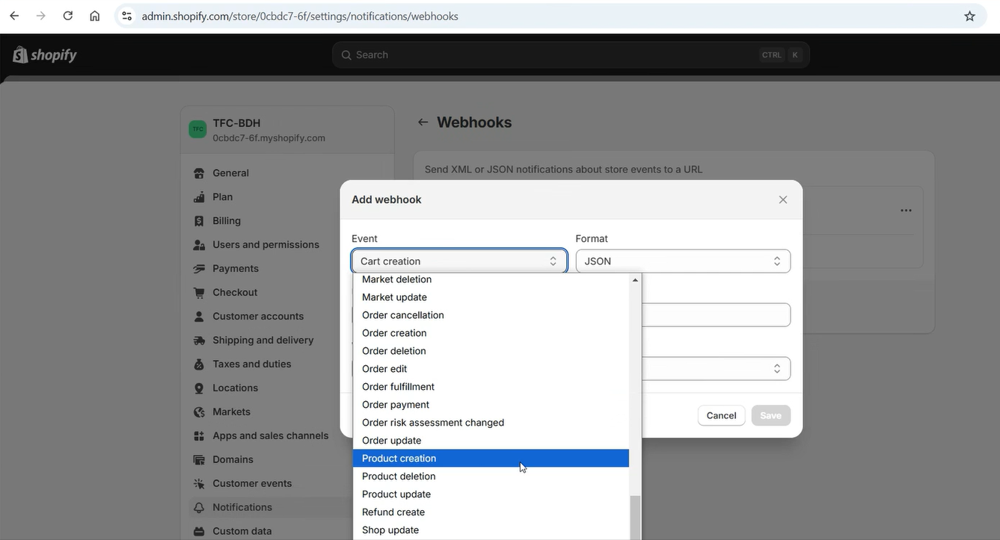 admin.shopify.com/store/0cbdc7-6f/settings/notifications/webhooks
shopify
Search
CTRL K
TFC
TFC-BDH
0cbdc7-6f.myshopify.com
General
Plan
Billing
Users and permissions
Payments
Checkout
Customer accounts
Shipping and delivery
Taxes and duties
Locations
Markets
Apps and sales channels
Domains
Customer events
Notifications
Custom data
Webhooks
Send XML or JSON notifications about store events to a URL
Add webhook
Event
Format
Cart creation
JSON
Market deletion
Market update
Order cancellation
Order creation
Order deletion
Order edit
Order fulfillment
Order payment
Order risk assessment changed
Order update
Product creation
Product deletion
Product update
Refund create
Shop update
Cancel
Save